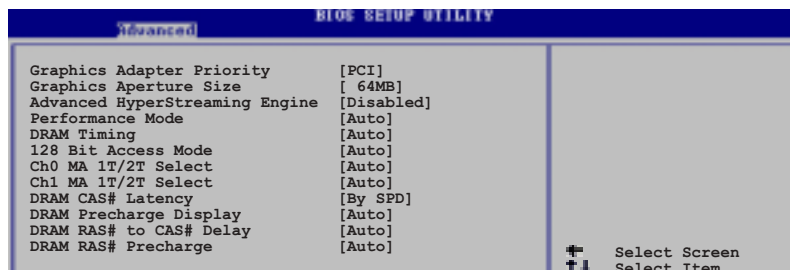 BIOS SETUP UTILITY
Advanced
Graphics Adapter Priority [PCI]
Graphics Aperture Size [ 64MB]
Advanced HyperStreaming Engine [Disabled]
Performance Mode [Auto]
DRAM Timing [Auto]
128 Bit Access Mode [Auto]
Ch0 MA 1T/2T Select [Auto]
Ch1 MA 1T/2T Select [Auto]
DRAM CAS# Latency [By SPD]
DRAM Precharge Display [Auto]
DRAM RAS# to CAS# Delay [Auto]
DRAM RAS# Precharge [Auto]
Select Screen
Select Item